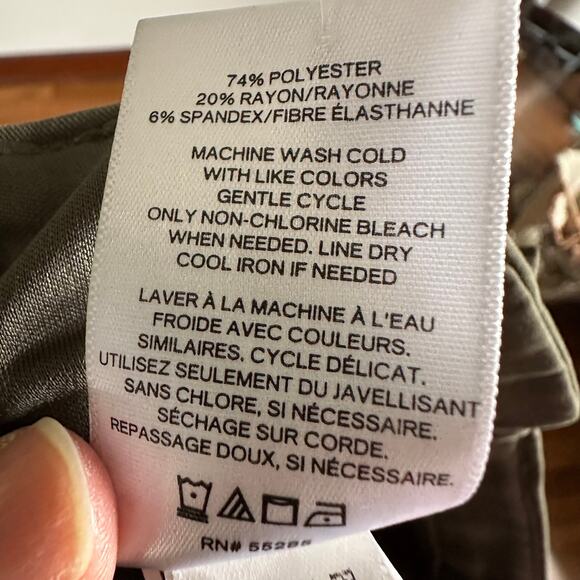 74% POLYESTER
20% RAYON/RAYONNE
6% SPANDEX/FIBRE ÉLASTHANNE
MACHINE WASH COLD
WITH LIKE COLORS
GENTLE CYCLE
ONLY NON-CHLORINE BLEACH
WHEN NEEDED. LINE DRY
COOL IRON IF NEEDED
LAVER À LA MACHINE À L'EAU
FROIDE AVEC COULEURS.
SIMILAIRES. CYCLE DÉLICAT.
UTILISEZ SEULEMENT DU JAVELLISANT
SANS CHLORE, SI NÉCESSAIRE.
SÉCHAGE SUR CORDE.
REPASSAGE DOUX, SI NÉCESSAIRE.
RN#